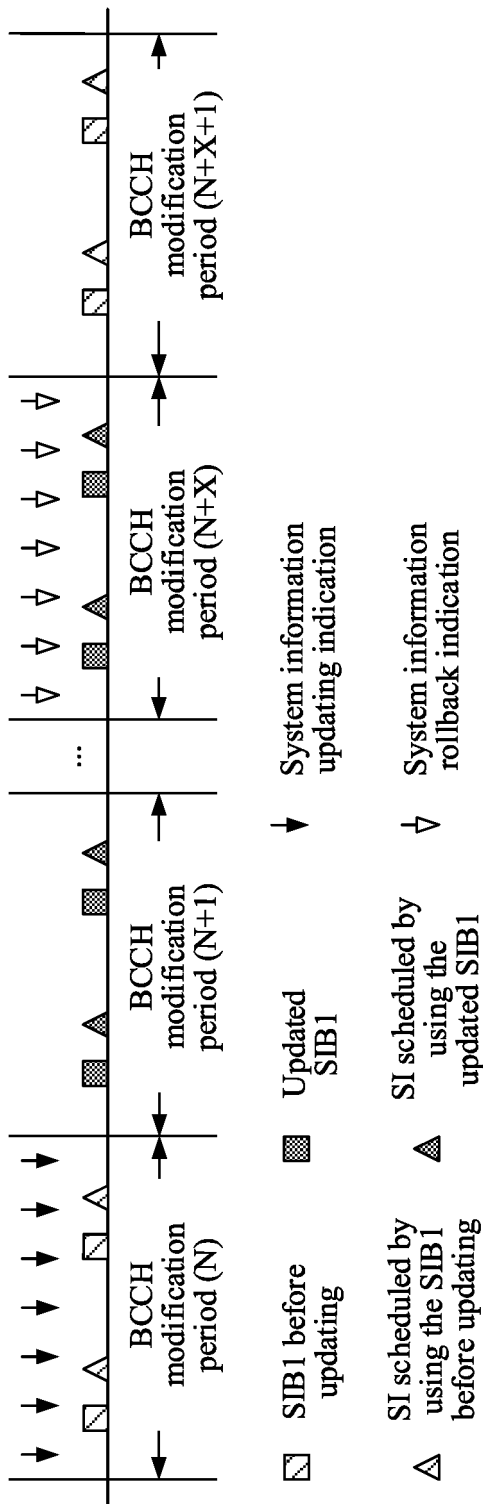 ...
BCCH
modification
period (N)
BCCH
modification
period (N+1)
BCCH
modification
period (N+X)
BCCH
modification
period (N+X+1)
SIB1 before
updating
Updated
SIB1
System information
updating indication
SI scheduled by
using the SIB1
before updating
SI scheduled by
using the
updated SIB1
System information
rollback indication